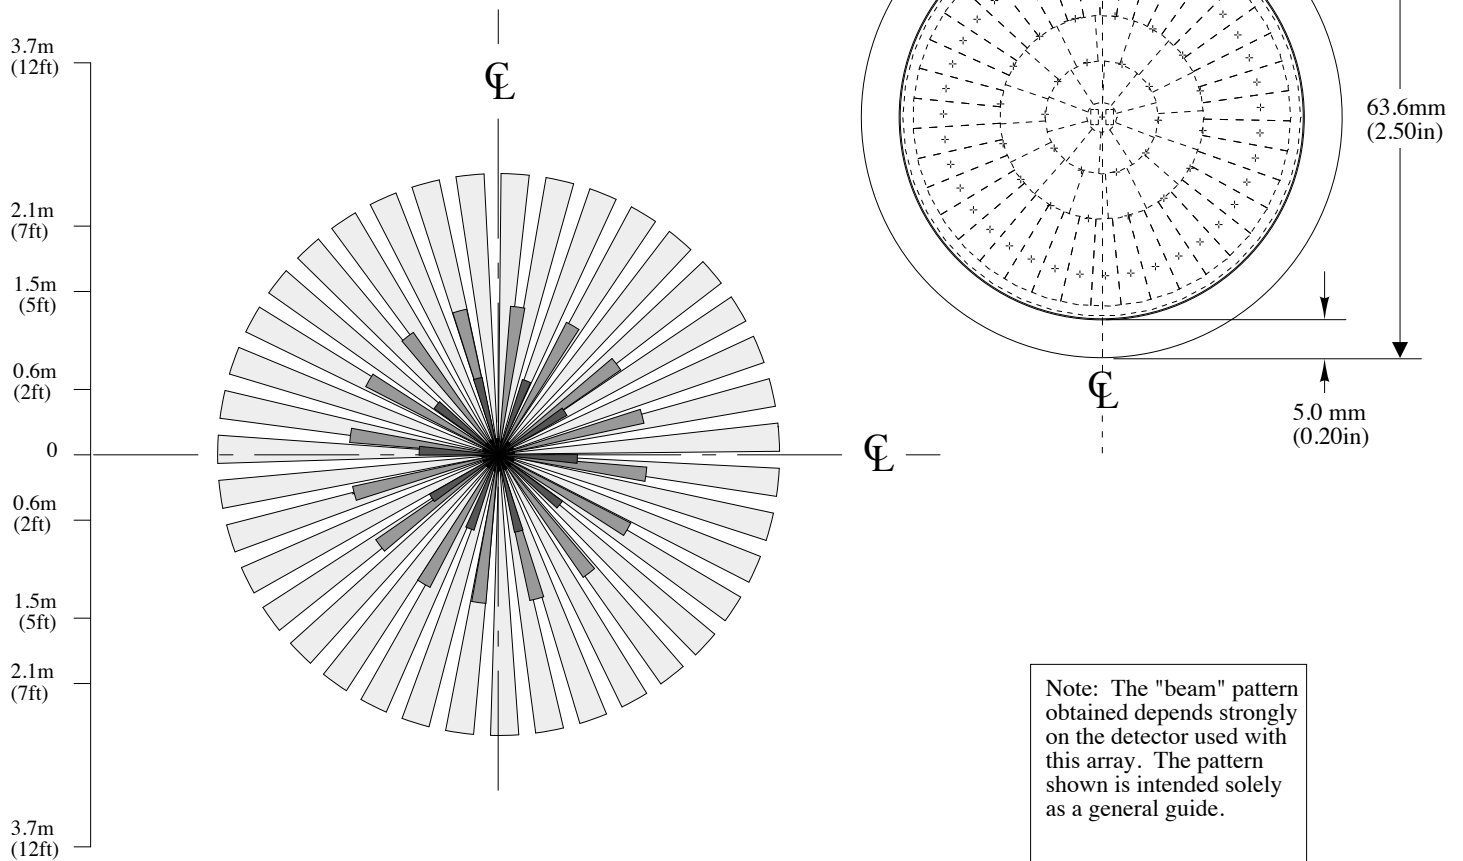 3.7m
(12ft)
2.1m
(7ft)
1.5m
(5ft)
0.6m
(2ft)
0
0.6m
(2ft)
1.5m
(5ft)
2.1m
(7ft)
3.7m
(12ft)
℄
℄
63.6mm
(2.50in)
℄
5.0 mm
(0.20in)
Note: The "beam" pattern
obtained depends strongly
on the detector used with
this array. The pattern
shown is intended solely
as a general guide.